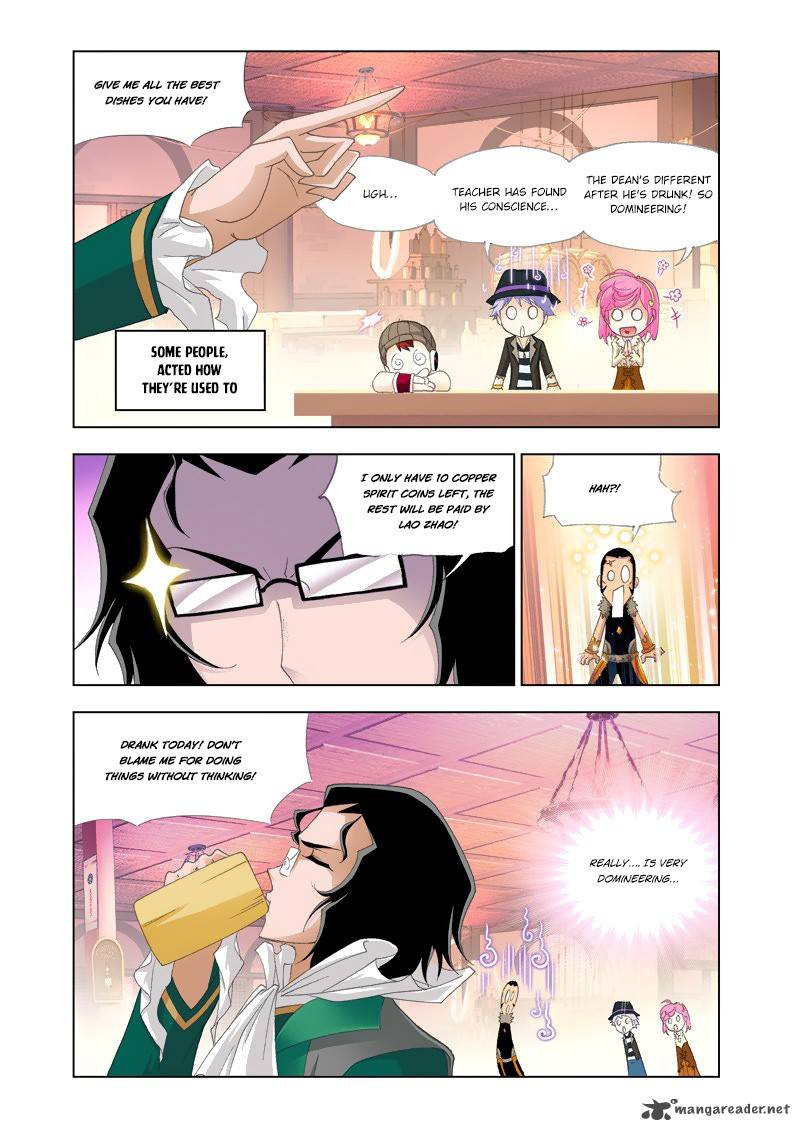 GIVE ME ALL THE BEST
DISHES YOU HAVE!
UGH...
TEACHER HAS FOUND
HIS CONSCIENCE...
THE DEAN'S DIFFERENT
AFTER HE'S DRUNK! SO
DOMINEERING!
SOME PEOPLE,
ACTED HOW
THEY'RE USED TO
I ONLY HAVE 10 COPPER
SPIRIT COINS LEFT, THE
REST WILL BE PAID BY
LAO ZHAO!
HAH?!
DRANK TODAY! DON'T
BLAME ME FOR DOING
THINGS WITHOUT THINKING!
REALLY.... IS VERY
DOMINEERING...
mangareader.net